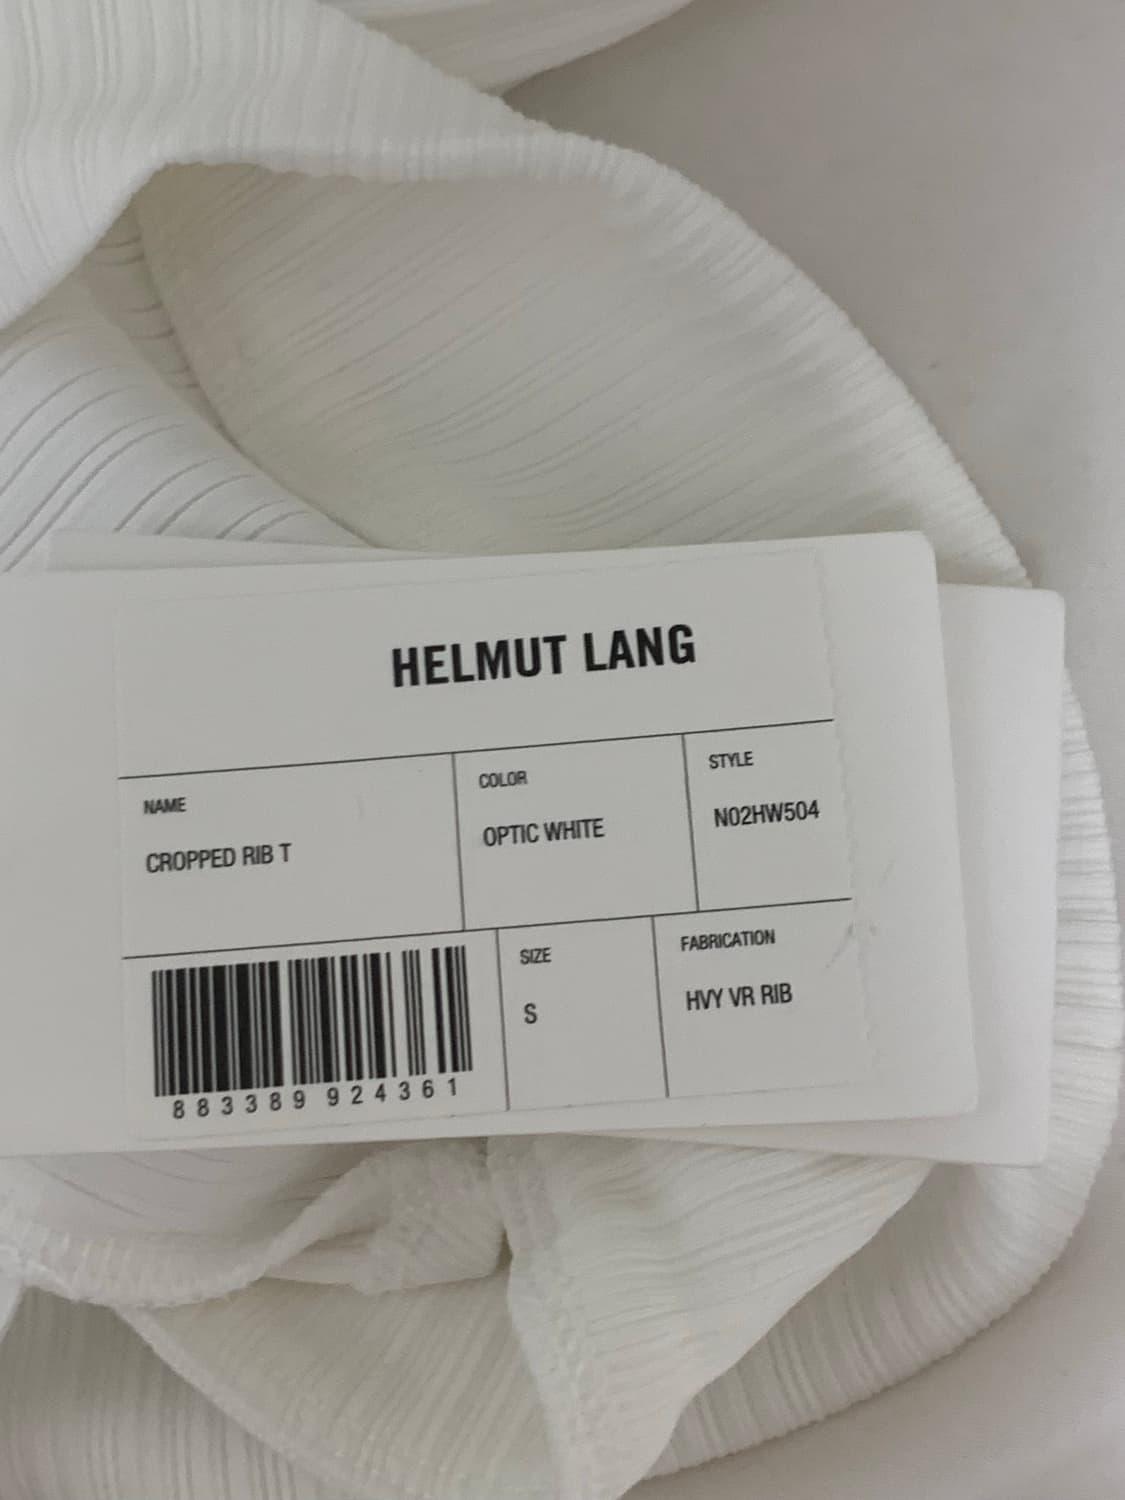 HELMUT LANG
NAME
CROPPED RIB T
COLOR
OPTIC WHITE
STYLE
N02HW504
883389 924361
SIZE
S
FABRICATION
HVY VR RIB